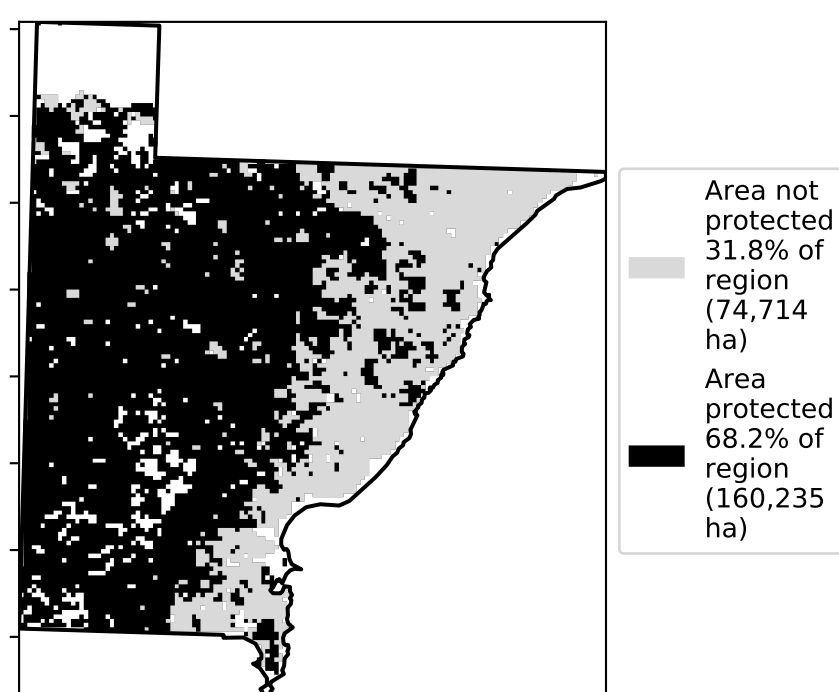 Area not
protected
31.8% of
region
(74,714
ha)
Area
protected
68.2% of
region
(160,235
ha)